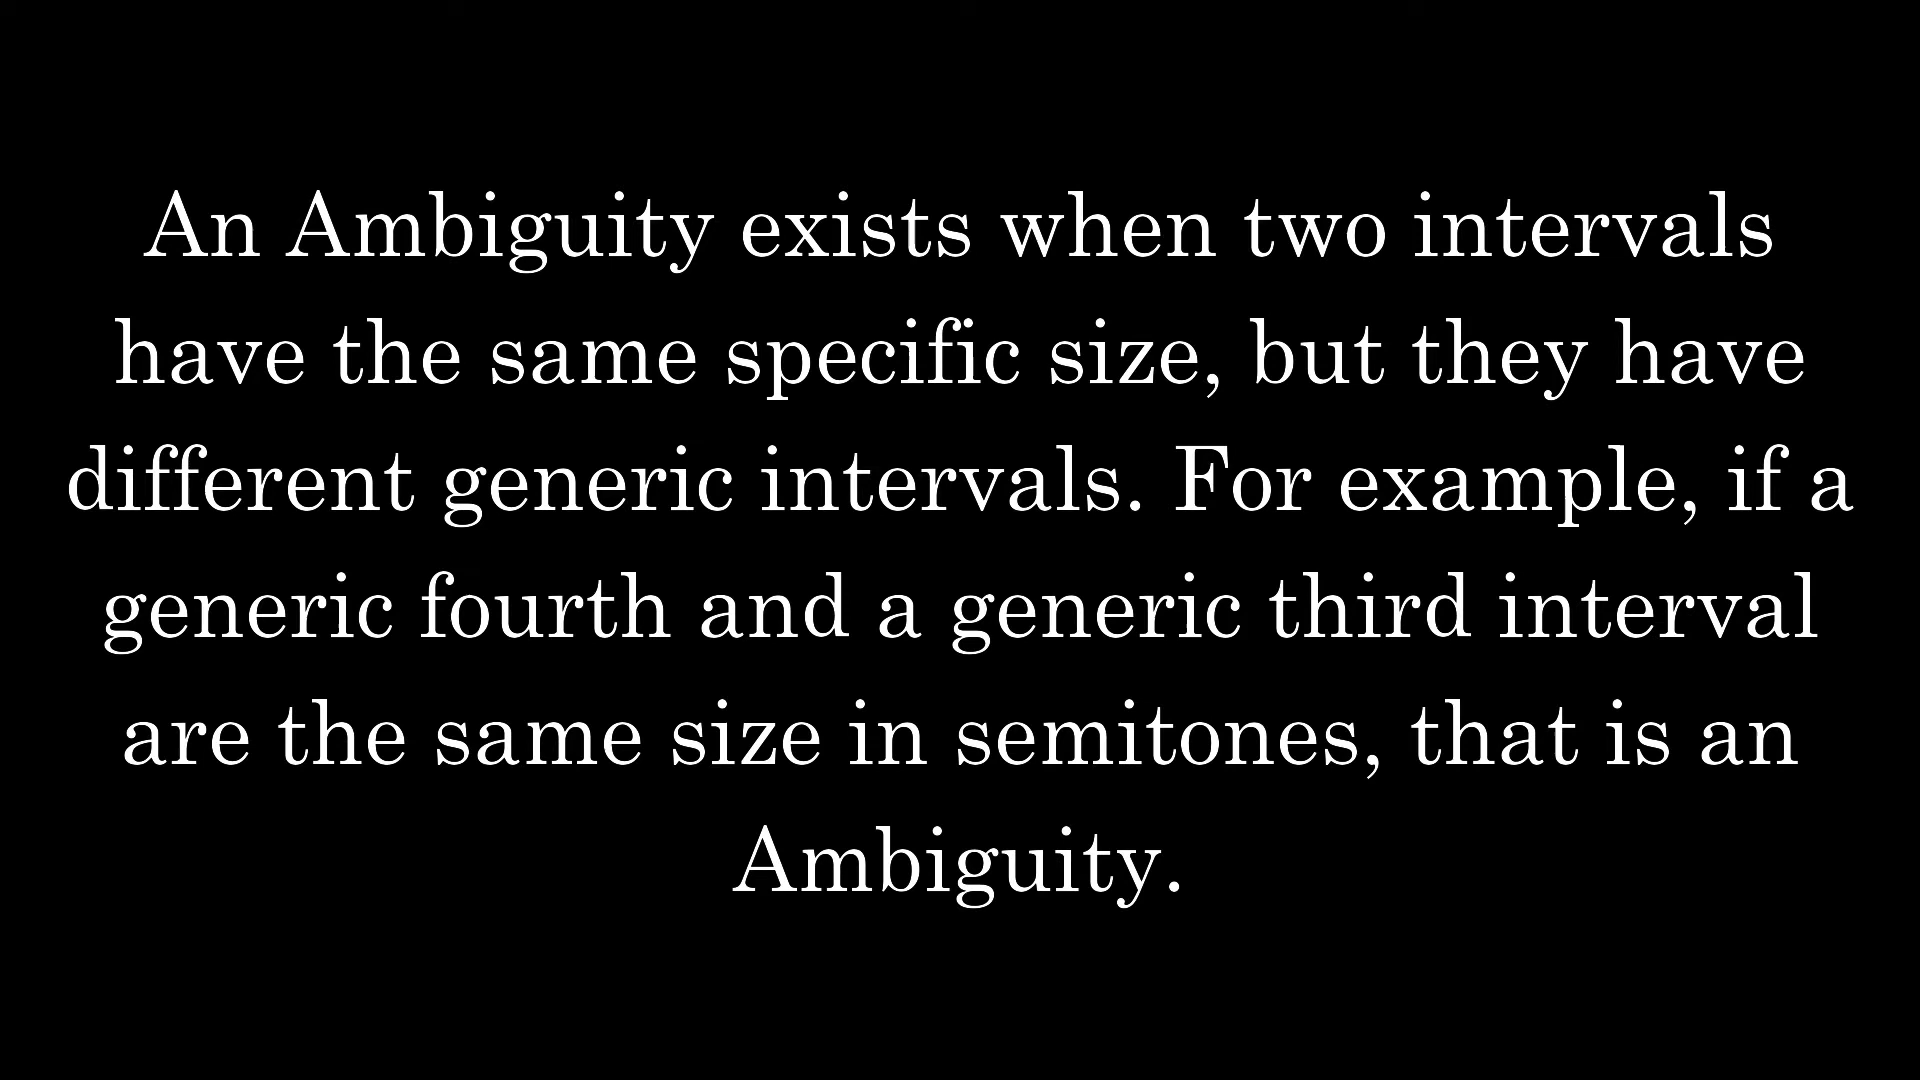 An Ambiguity exists when two intervals
have the same specific size, but they have
different generic intervals. For example, if a
generic fourth and a generic third interval
are the same size in semitones, that is an
Ambiguity.